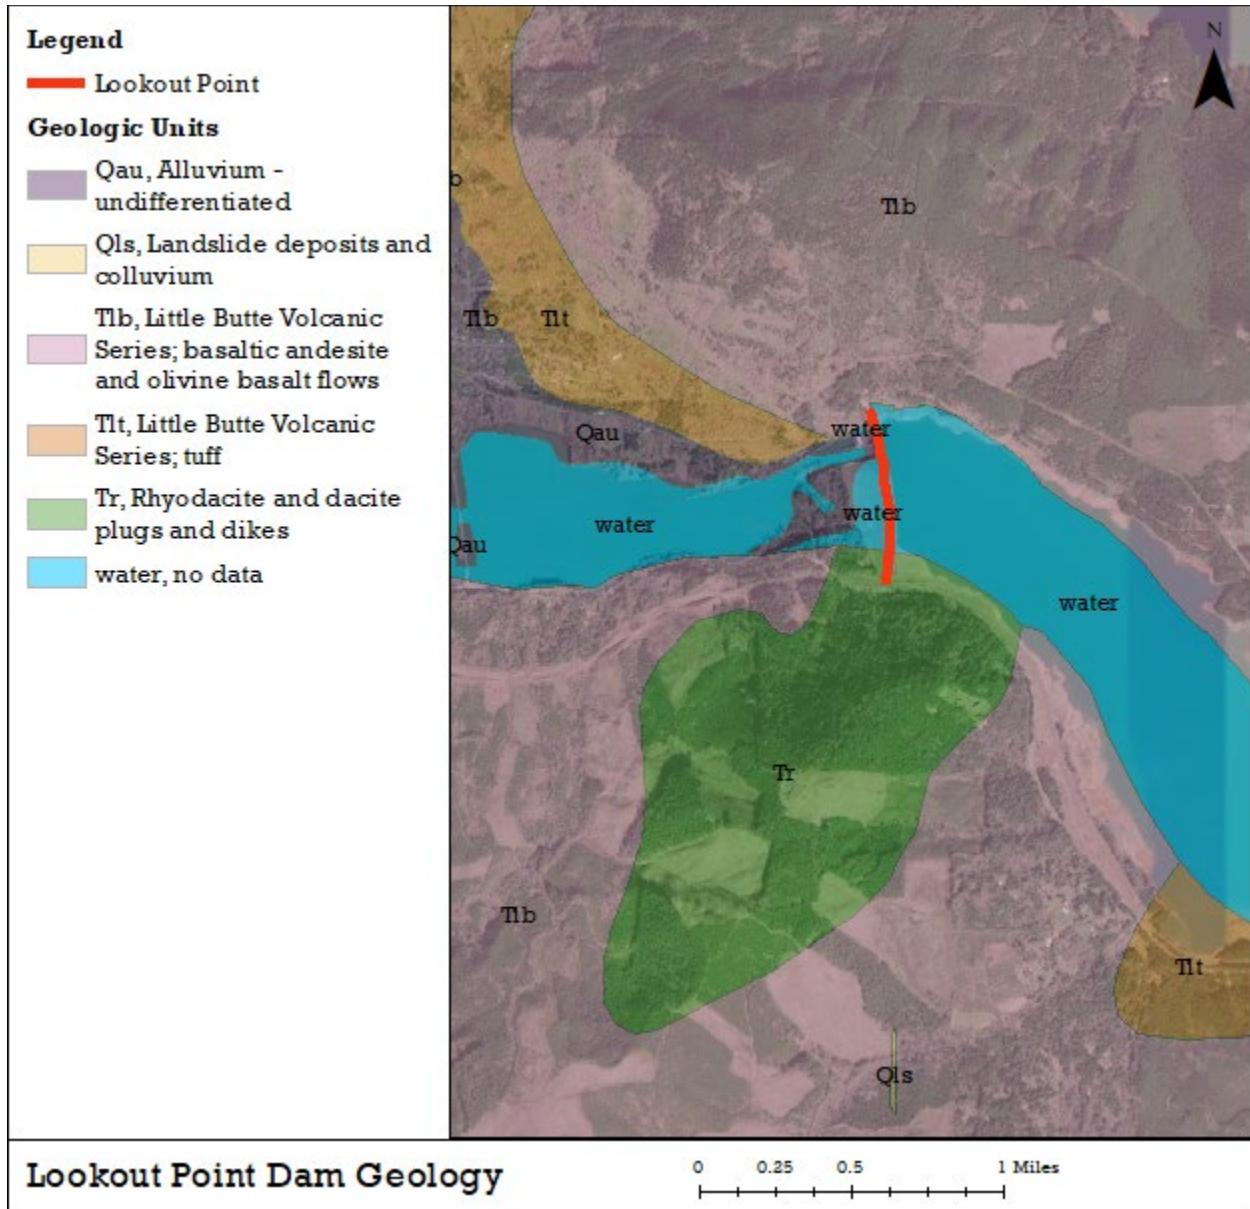 Legend
Lookout Point
Geologic Units
Qau, Alluvium -
undifferentiated
Qls, Landslide deposits and
colluvium
Tlb, Little Butte Volcanic
Series; basaltic andesite
and olivine basalt flows
Tlt, Little Butte Volcanic
Series; tuff
Tr, Rhyodacite and dacite
plugs and dikes
water, no data
N
b
Tlb
Tlb
Tlt
Qau
water
water
water
Qau
water
Tr
Tlb
Tlt
Qls
Lookout Point Dam Geology
0 0.25 0.5 1 Miles